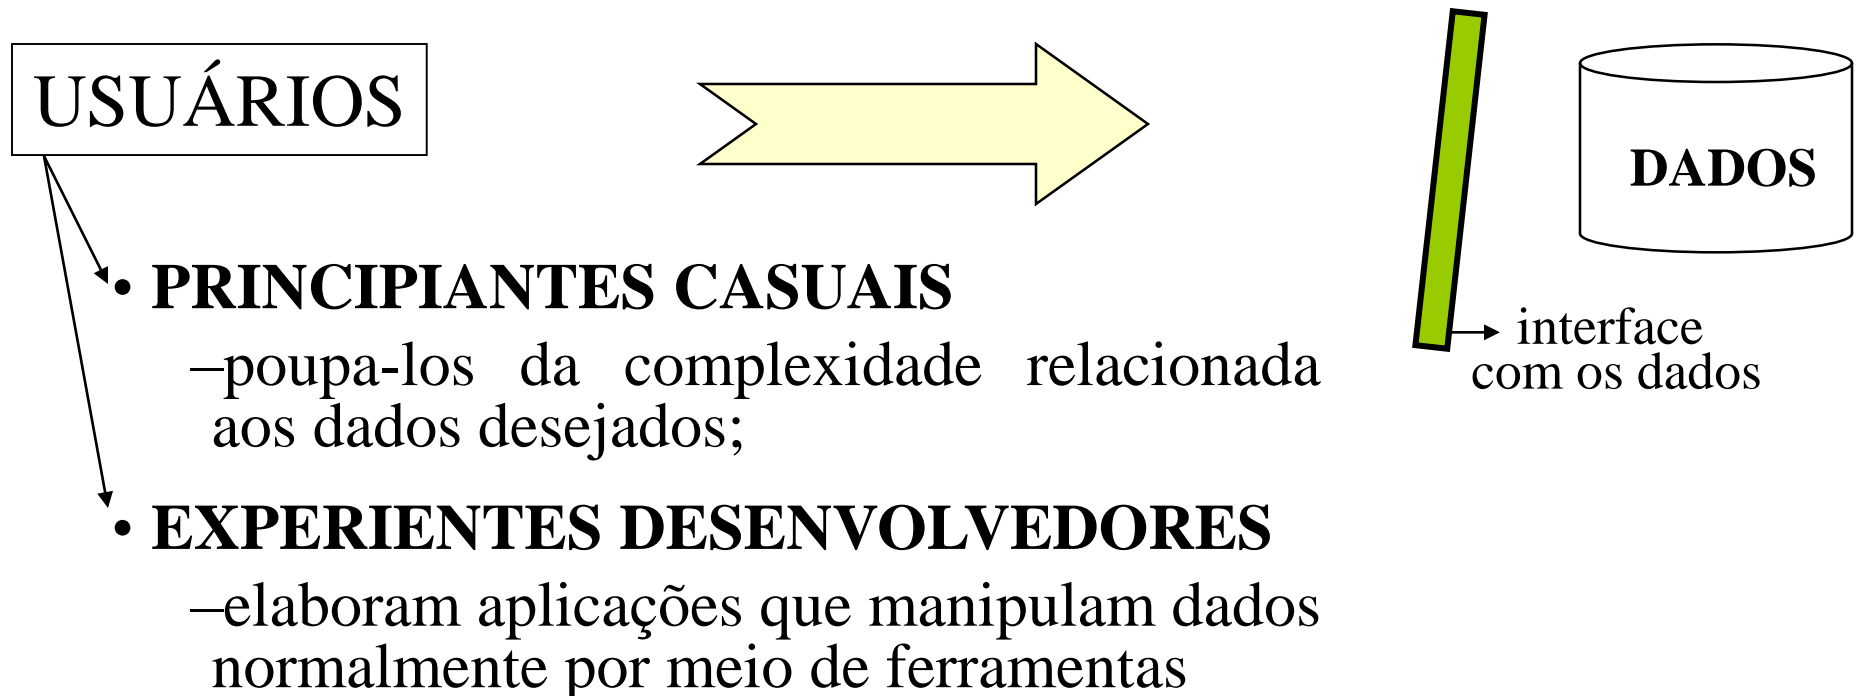 USUÁRIOS
DADOS
• PRINCIPIANTES CASUAIS
–poupa-los da complexidade relacionada
aos dados desejados;
interface
com os dados
• EXPERIENTES DESENVOLVEDORES
–elaboram aplicações que manipulam dados
normalmente por meio de ferramentas